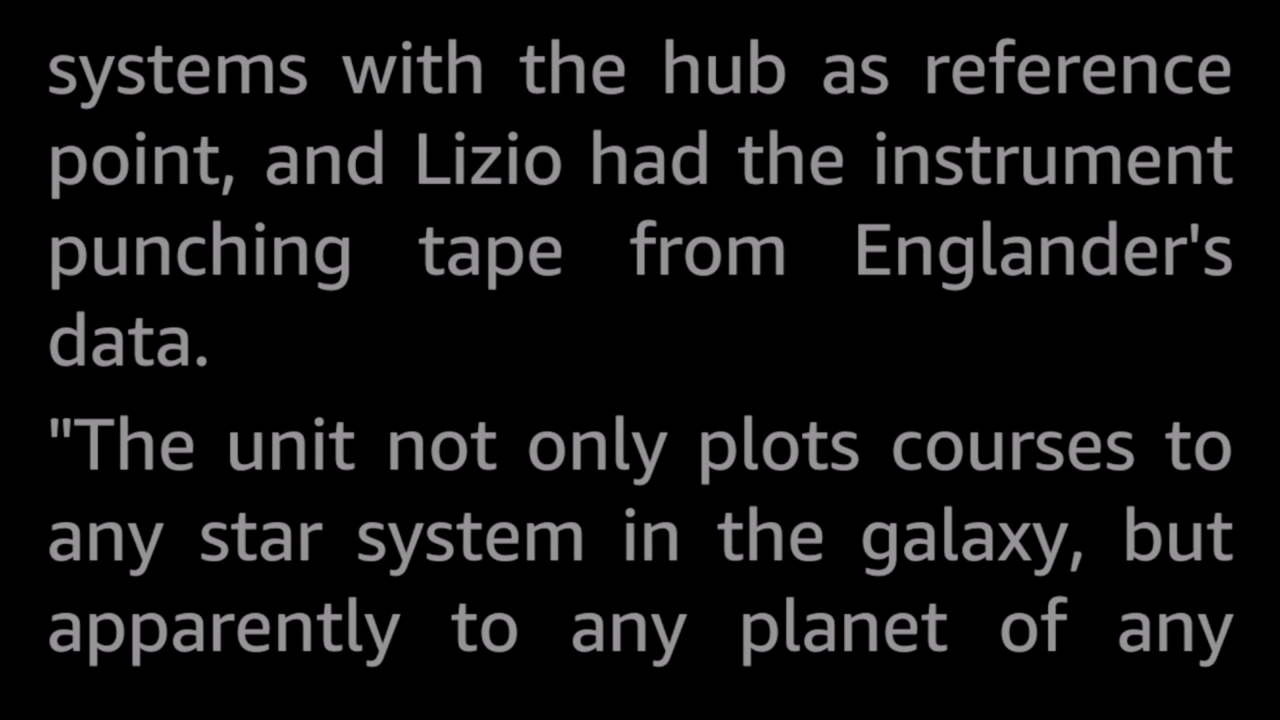 systems with the hub as reference
point, and Lizio had the instrument
punching tape from Englander's
data.
"The unit not only plots courses to
any star system in the galaxy, but
apparently to any planet of any